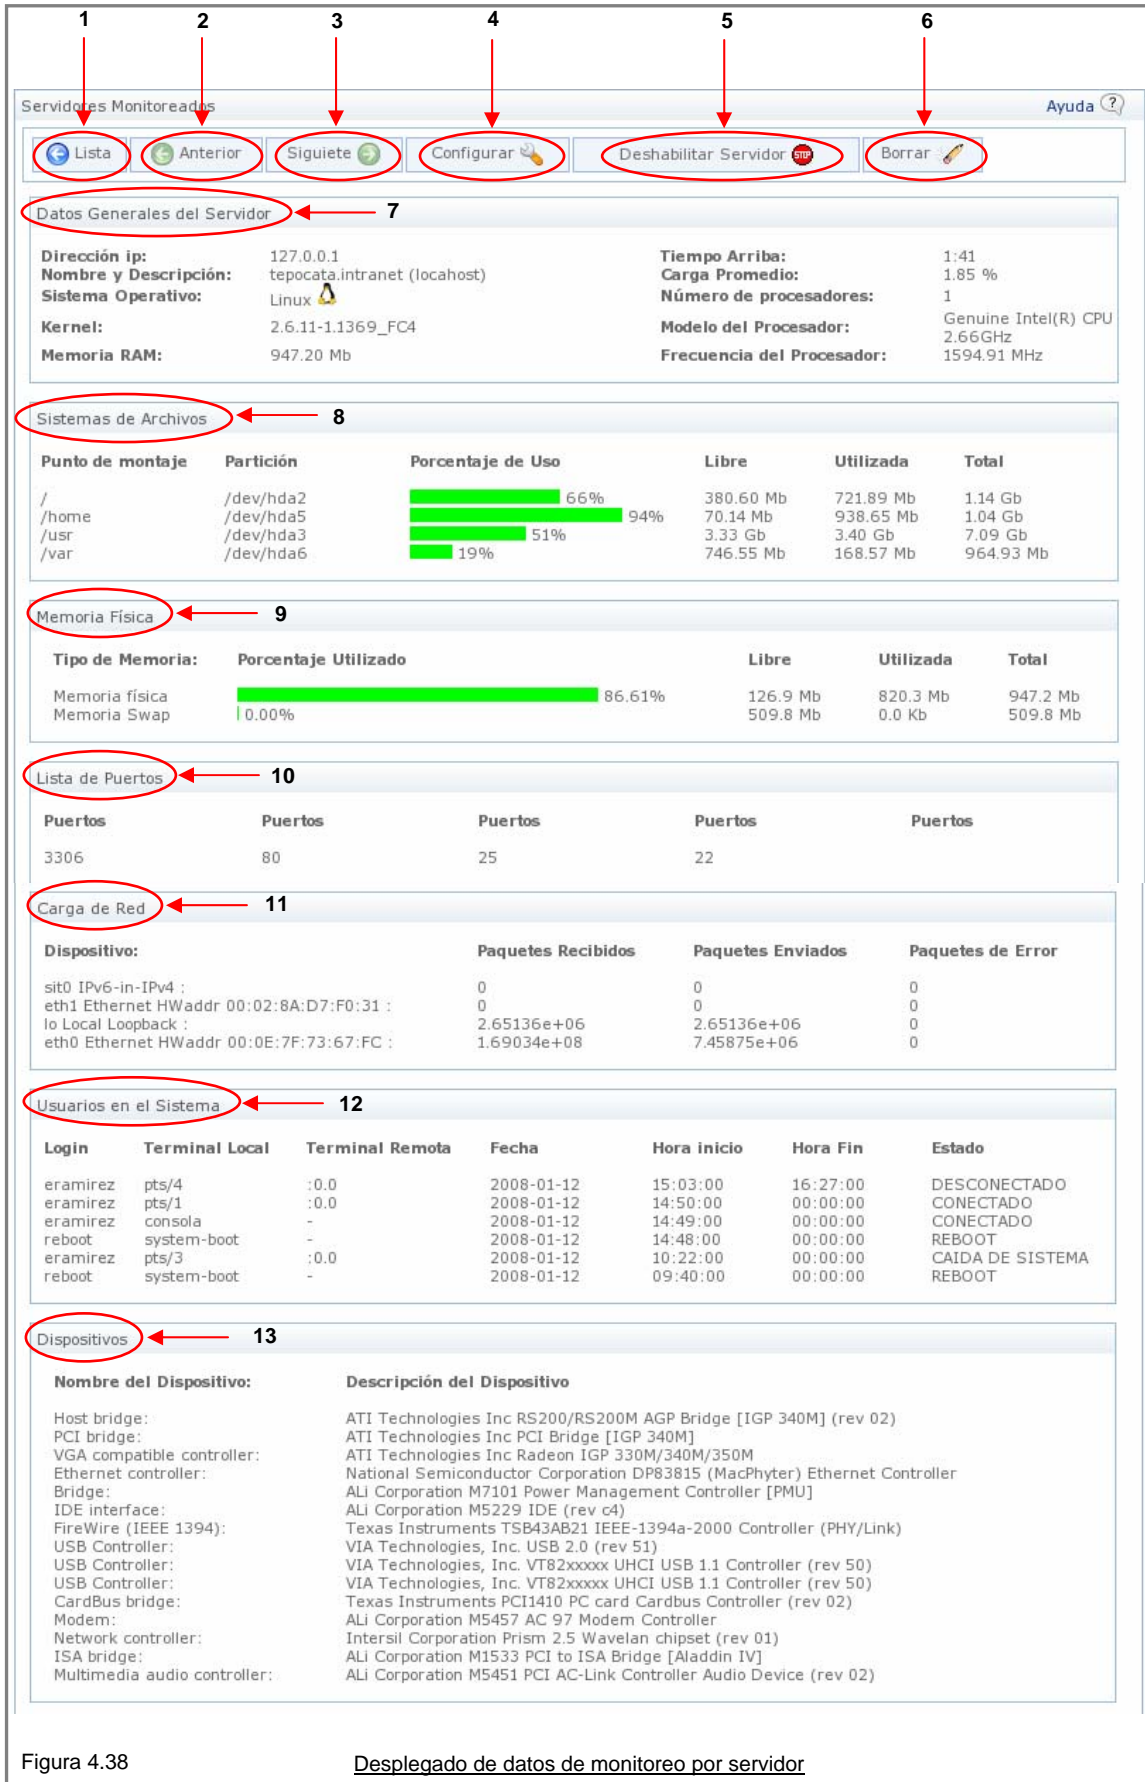 1 2 3 4 5 6
Servidores Monitoreados Ayuda ?
Lista Anterior Siguiete Configurar Deshabilitar Servidor STOP Borrar
Datos Generales del Servidor 7
Dirección ip: 127.0.0.1 Tiempo Arriba: 1:41
Nombre y Descripción: tepocata.intranet (locahost) Carga Promedio: 1.85 %
Sistema Operativo: Linux Número de procesadores: 1
Kernel: 2.6.11-1.1369_FC4 Modelo del Procesador: Genuine Intel(R) CPU 2.66GHz
Memoria RAM: 947.20 Mb Frecuencia del Procesador: 1594.91 MHz
Sistemas de Archivos 8
Punto de montaje Partición Porcentaje de Uso Libre Utilizada Total
/ /dev/hda2 66% 380.60 Mb 721.89 Mb 1.14 Gb
/home /dev/hda5 94% 70.14 Mb 938.65 Mb 1.04 Gb
/usr /dev/hda3 51% 3.33 Gb 3.40 Gb 7.09 Gb
/var /dev/hda6 19% 746.55 Mb 168.57 Mb 964.93 Mb
Memoria Física 9
Tipo de Memoria: Porcentaje Utilizado Libre Utilizada Total
Memoria física 86.61% 126.9 Mb 820.3 Mb 947.2 Mb
Memoria Swap 0.00% 509.8 Mb 0.0 Kb 509.8 Mb
Lista de Puertos 10
Puertos Puertos Puertos Puertos Puertos
3306 80 25 22
Carga de Red 11
Dispositivo: Paquetes Recibidos Paquetes Enviados Paquetes de Error
sit0 IPv6-in-IPv4 : 0 0 0
eth1 Ethernet HWaddr 00:02:8A:D7:F0:31 : 0 0 0
lo Local Loopback : 2.65136e+06 2.65136e+06 0
eth0 Ethernet HWaddr 00:0E:7F:73:67:FC : 1.69034e+08 7.45875e+06 0
Usuarios en el Sistema 12
Login Terminal Local Terminal Remota Fecha Hora inicio Hora Fin Estado
eramirez pts/4 :0.0 2008-01-12 15:03:00 16:27:00 DESCONECTADO
eramirez pts/1 :0.0 2008-01-12 14:50:00 00:00:00 CONECTADO
eramirez consola - 2008-01-12 14:49:00 00:00:00 CONECTADO
reboot system-boot - 2008-01-12 14:48:00 00:00:00 REBOOT
eramirez pts/3 :0.0 2008-01-12 10:22:00 00:00:00 CAIDA DE SISTEMA
reboot system-boot - 2008-01-12 09:40:00 00:00:00 REBOOT
Dispositivos 13
Nombre del Dispositivo: Descripción del Dispositivo
Host bridge: ATI Technologies Inc RS200/RS200M AGP Bridge [IGP 340M] (rev 02)
PCI bridge: ATI Technologies Inc PCI Bridge [IGP 340M]
VGA compatible controller: ATI Technologies Inc Radeon IGP 330M/340M/350M
Ethernet controller: National Semiconductor Corporation DP83815 (MacPhyter) Ethernet Controller
Bridge: ALi Corporation M7101 Power Management Controller [PMU]
IDE interface: ALi Corporation M5229 IDE (rev c4)
FireWire (IEEE 1394): Texas Instruments TSB43AB21 IEEE-1394a-2000 Controller (PHY/Link)
USB Controller: VIA Technologies, Inc. USB 2.0 (rev 51)
USB Controller: VIA Technologies, Inc. VT82xxxxx UHCI USB 1.1 Controller (rev 50)
USB Controller: VIA Technologies, Inc. VT82xxxxx UHCI USB 1.1 Controller (rev 50)
CardBus bridge: Texas Instruments PCI1410 PC card Cardbus Controller (rev 02)
Modem: ALi Corporation M5457 AC 97 Modem Controller
Network controller: Intersil Corporation Prism 2.5 Wavelan chipset (rev 01)
ISA bridge: ALi Corporation M1533 PCI to ISA Bridge [Aladdin IV]
Multimedia audio controller: ALi Corporation M5451 PCI AC-Link Controller Audio Device (rev 02)
Figura 4.38 Desplegado de datos de monitoreo por servidor